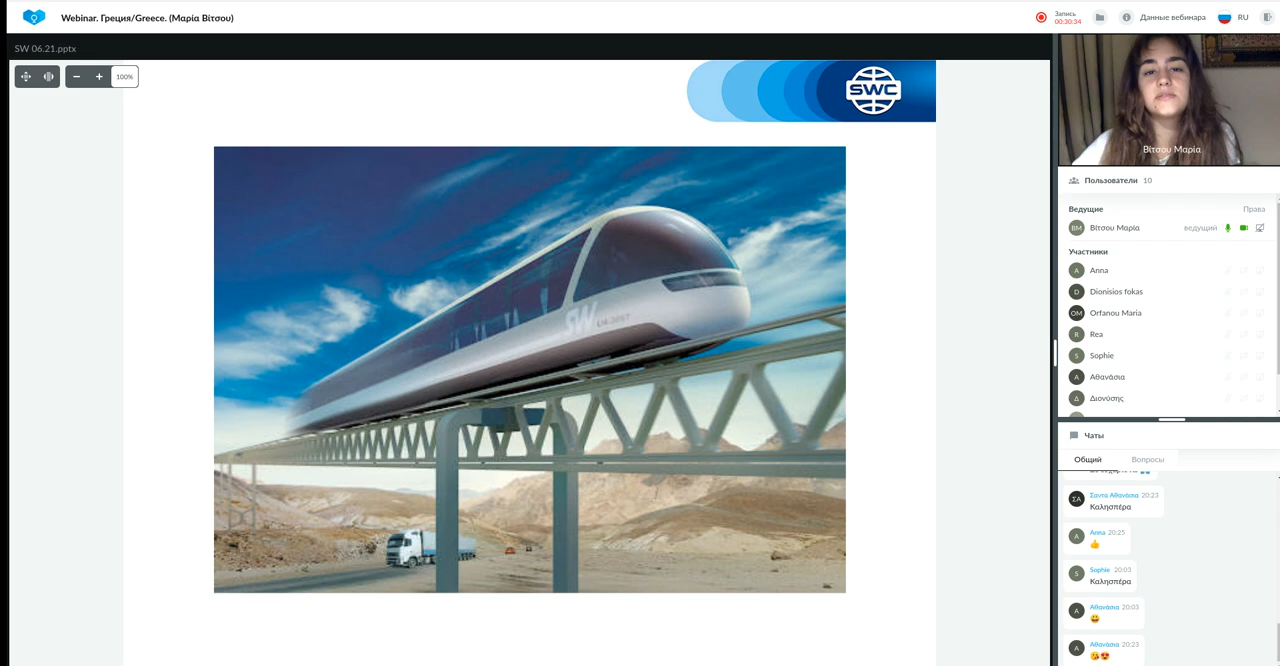 Webinar. Греция/Greece. (Μαρία Βίτσου)
Запись
00:30:34
Данные вебинара
RU
SW 06.21.pptx
100%
SWC
SW
Βίτσου Μαρία
Пользователи 10
Ведущие
Права
BM
Βίτσου Μαρία
ведущий
Участники
A
Anna
D
Dionisios fokas
OM
Orfanou Maria
R
Rea
S
Sophie
Α
Αθανάσια
Δ
Διονύσης
Чаты
Общий
Вопросы
ΣΑ
Σαντα Αθανάσια 20:23
Καλησπέρα
A
Anna 20:25
👍
S
Sophie 20:03
Καλησπέρα
Α
Αθανάσια 20:03
😃
Α
Αθανάσια 20:23
😘😍